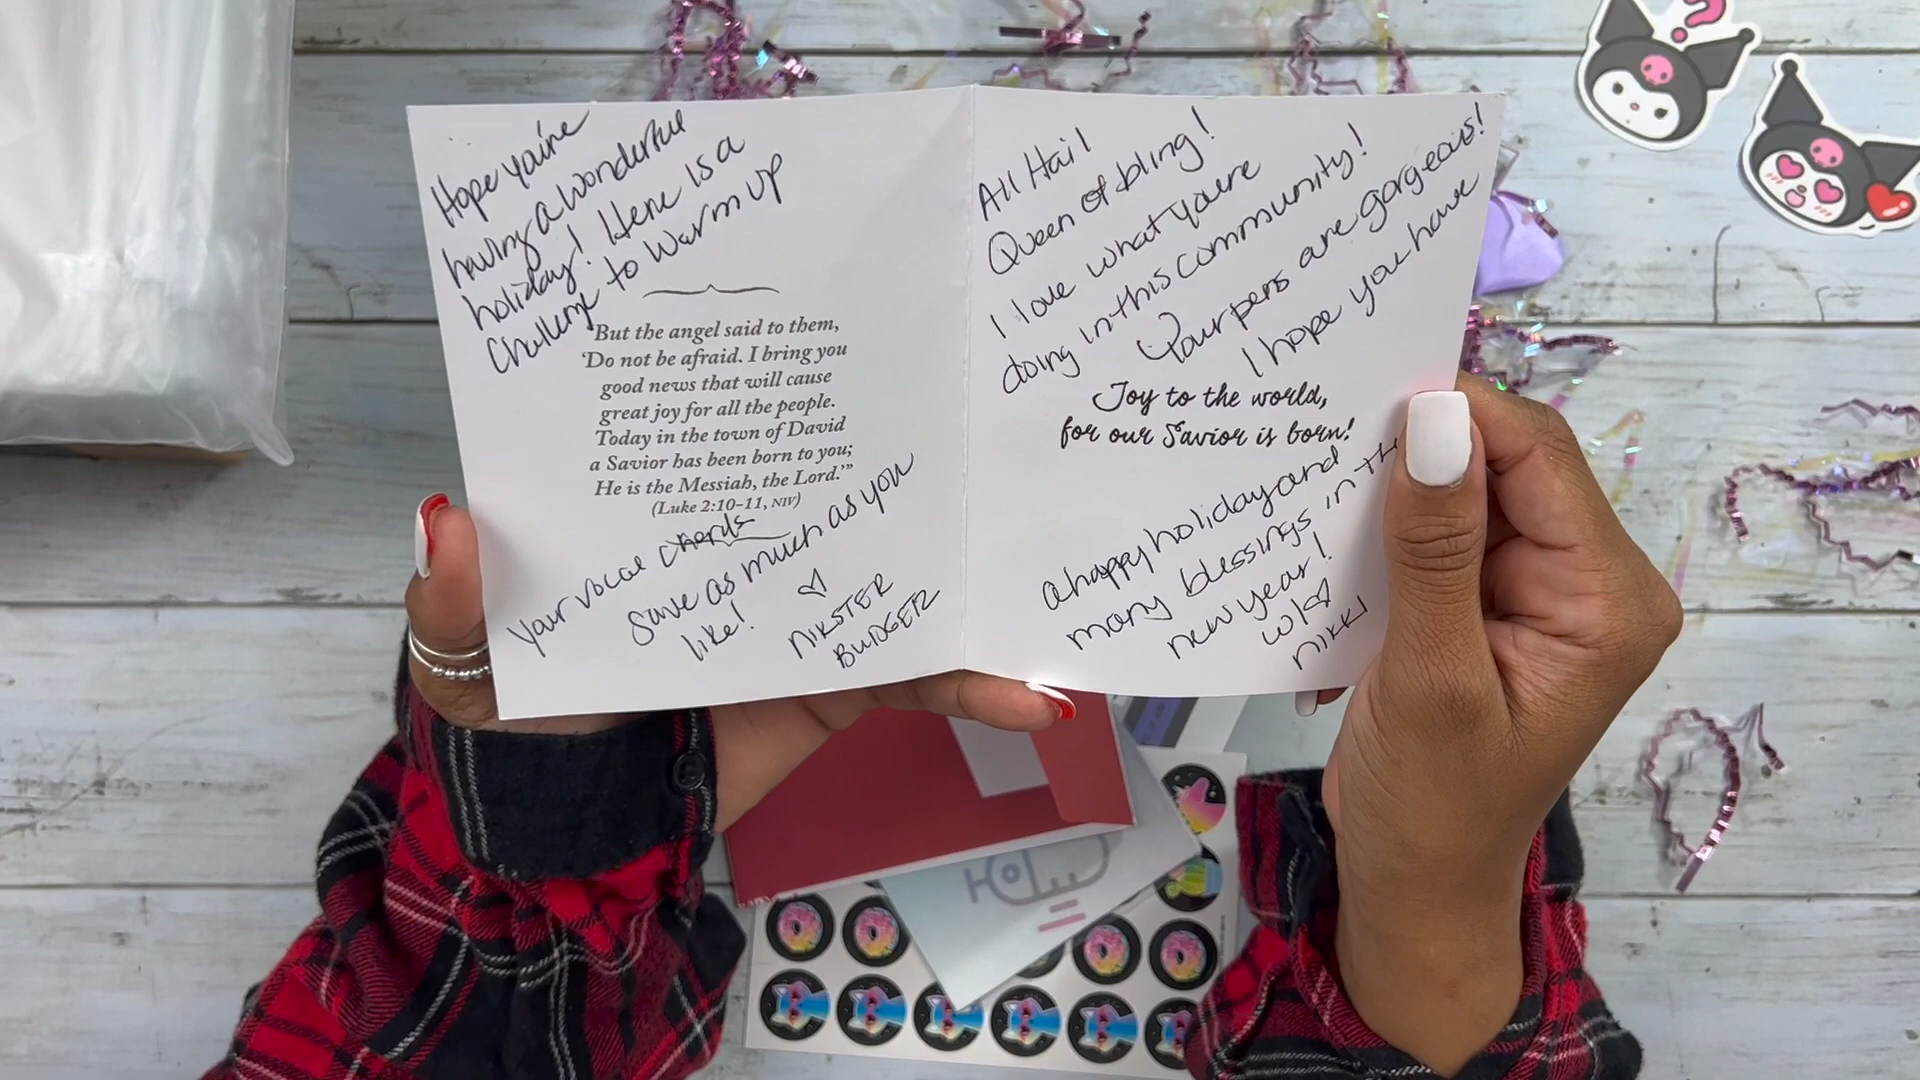 Hope you're
having a wonderful
holiday! Here is a
Challenge to warm up
"But the angel said to them,
'Do not be afraid. I bring you
good news that will cause
great joy for all the people.
Today in the town of David
a Savior has been born to you;
He is the Messiah, the Lord.'"
(Luke 2:10-11, NIV)
your vocal chords
Save as much as you
like!
NIKSTER
BUDGETZ
All Hail
Queen of bling!
I love what you're
doing in this community!
Your pens are gorgeous!
I hope you have
Joy to the world,
for our Savior is born!
a happy holiday and
many blessings in the
new year!
w/
nikki